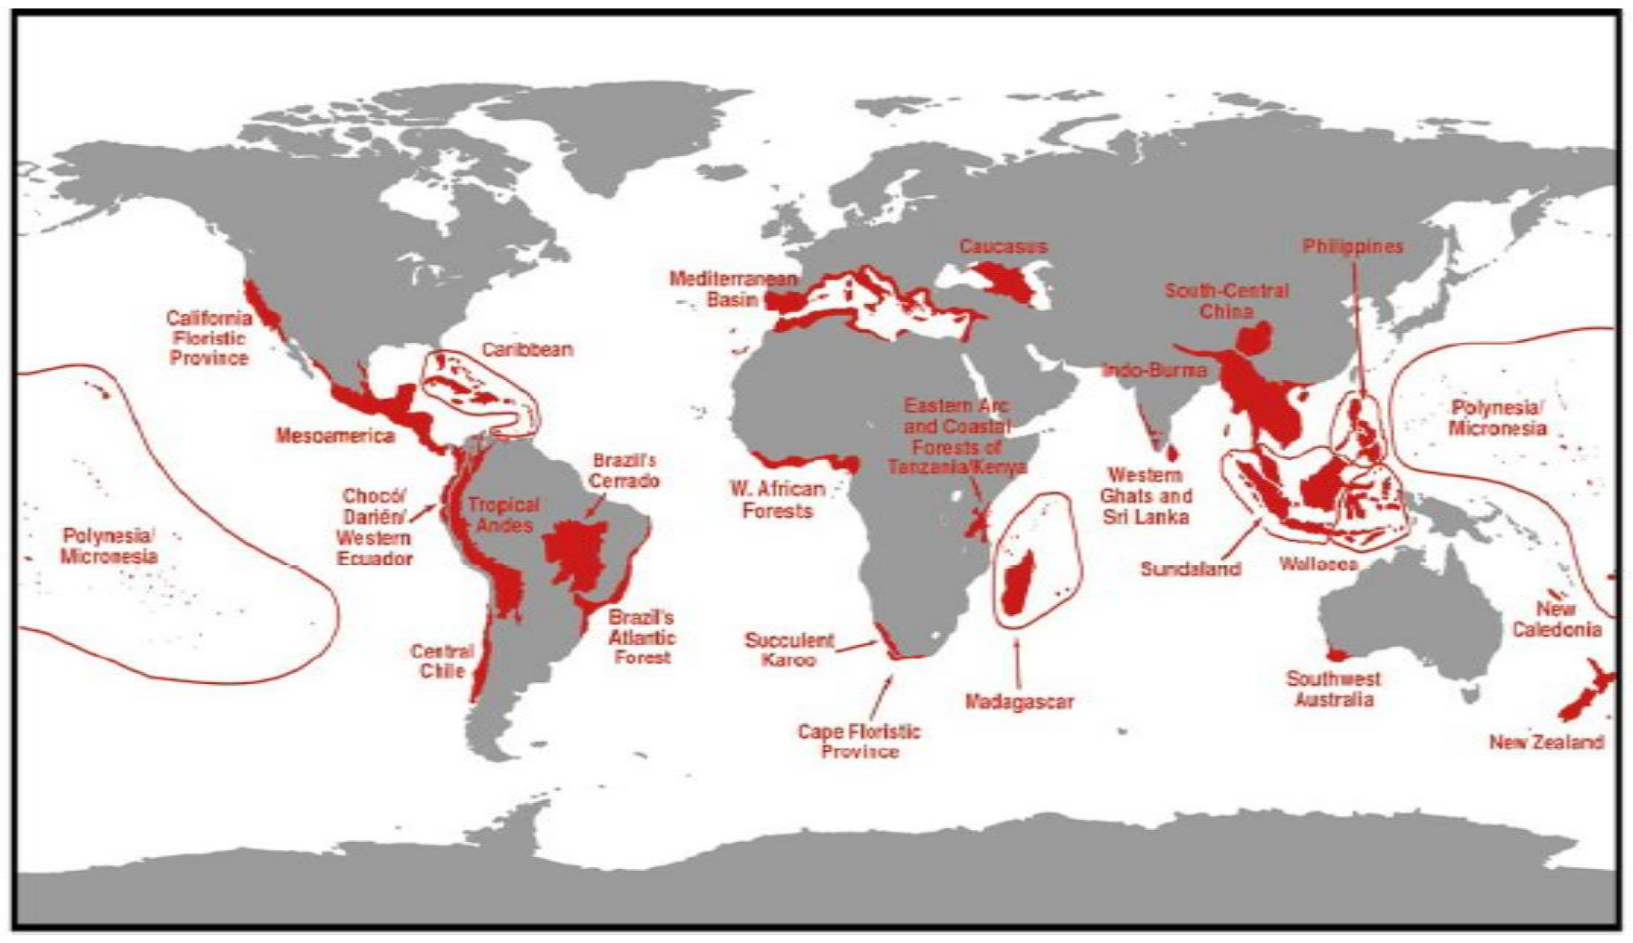 Caucasus
Philippines
Mediterranean
Basin
South-Central
China
California
Floristic
Province
Caribbean
Indo-Burma
Eastern Arc
and Coastal
Forests of
Tanzania/Kenya
Polynesia/
Micronesia
Mesoamerica
Brazil's
Cerrado
W. African
Forests
Western
Ghats and
Sri Lanka
Chocó/
Darién/
Western
Ecuador
Tropical
Andes
Polynesia/
Micronesia
Sundaland
Wallacea
New
Caledonia
Brazil's
Atlantic
Forest
Central
Chile
Succulent
Karoo
Madagascar
Southwest
Australia
Cape Floristic
Province
New Zealand